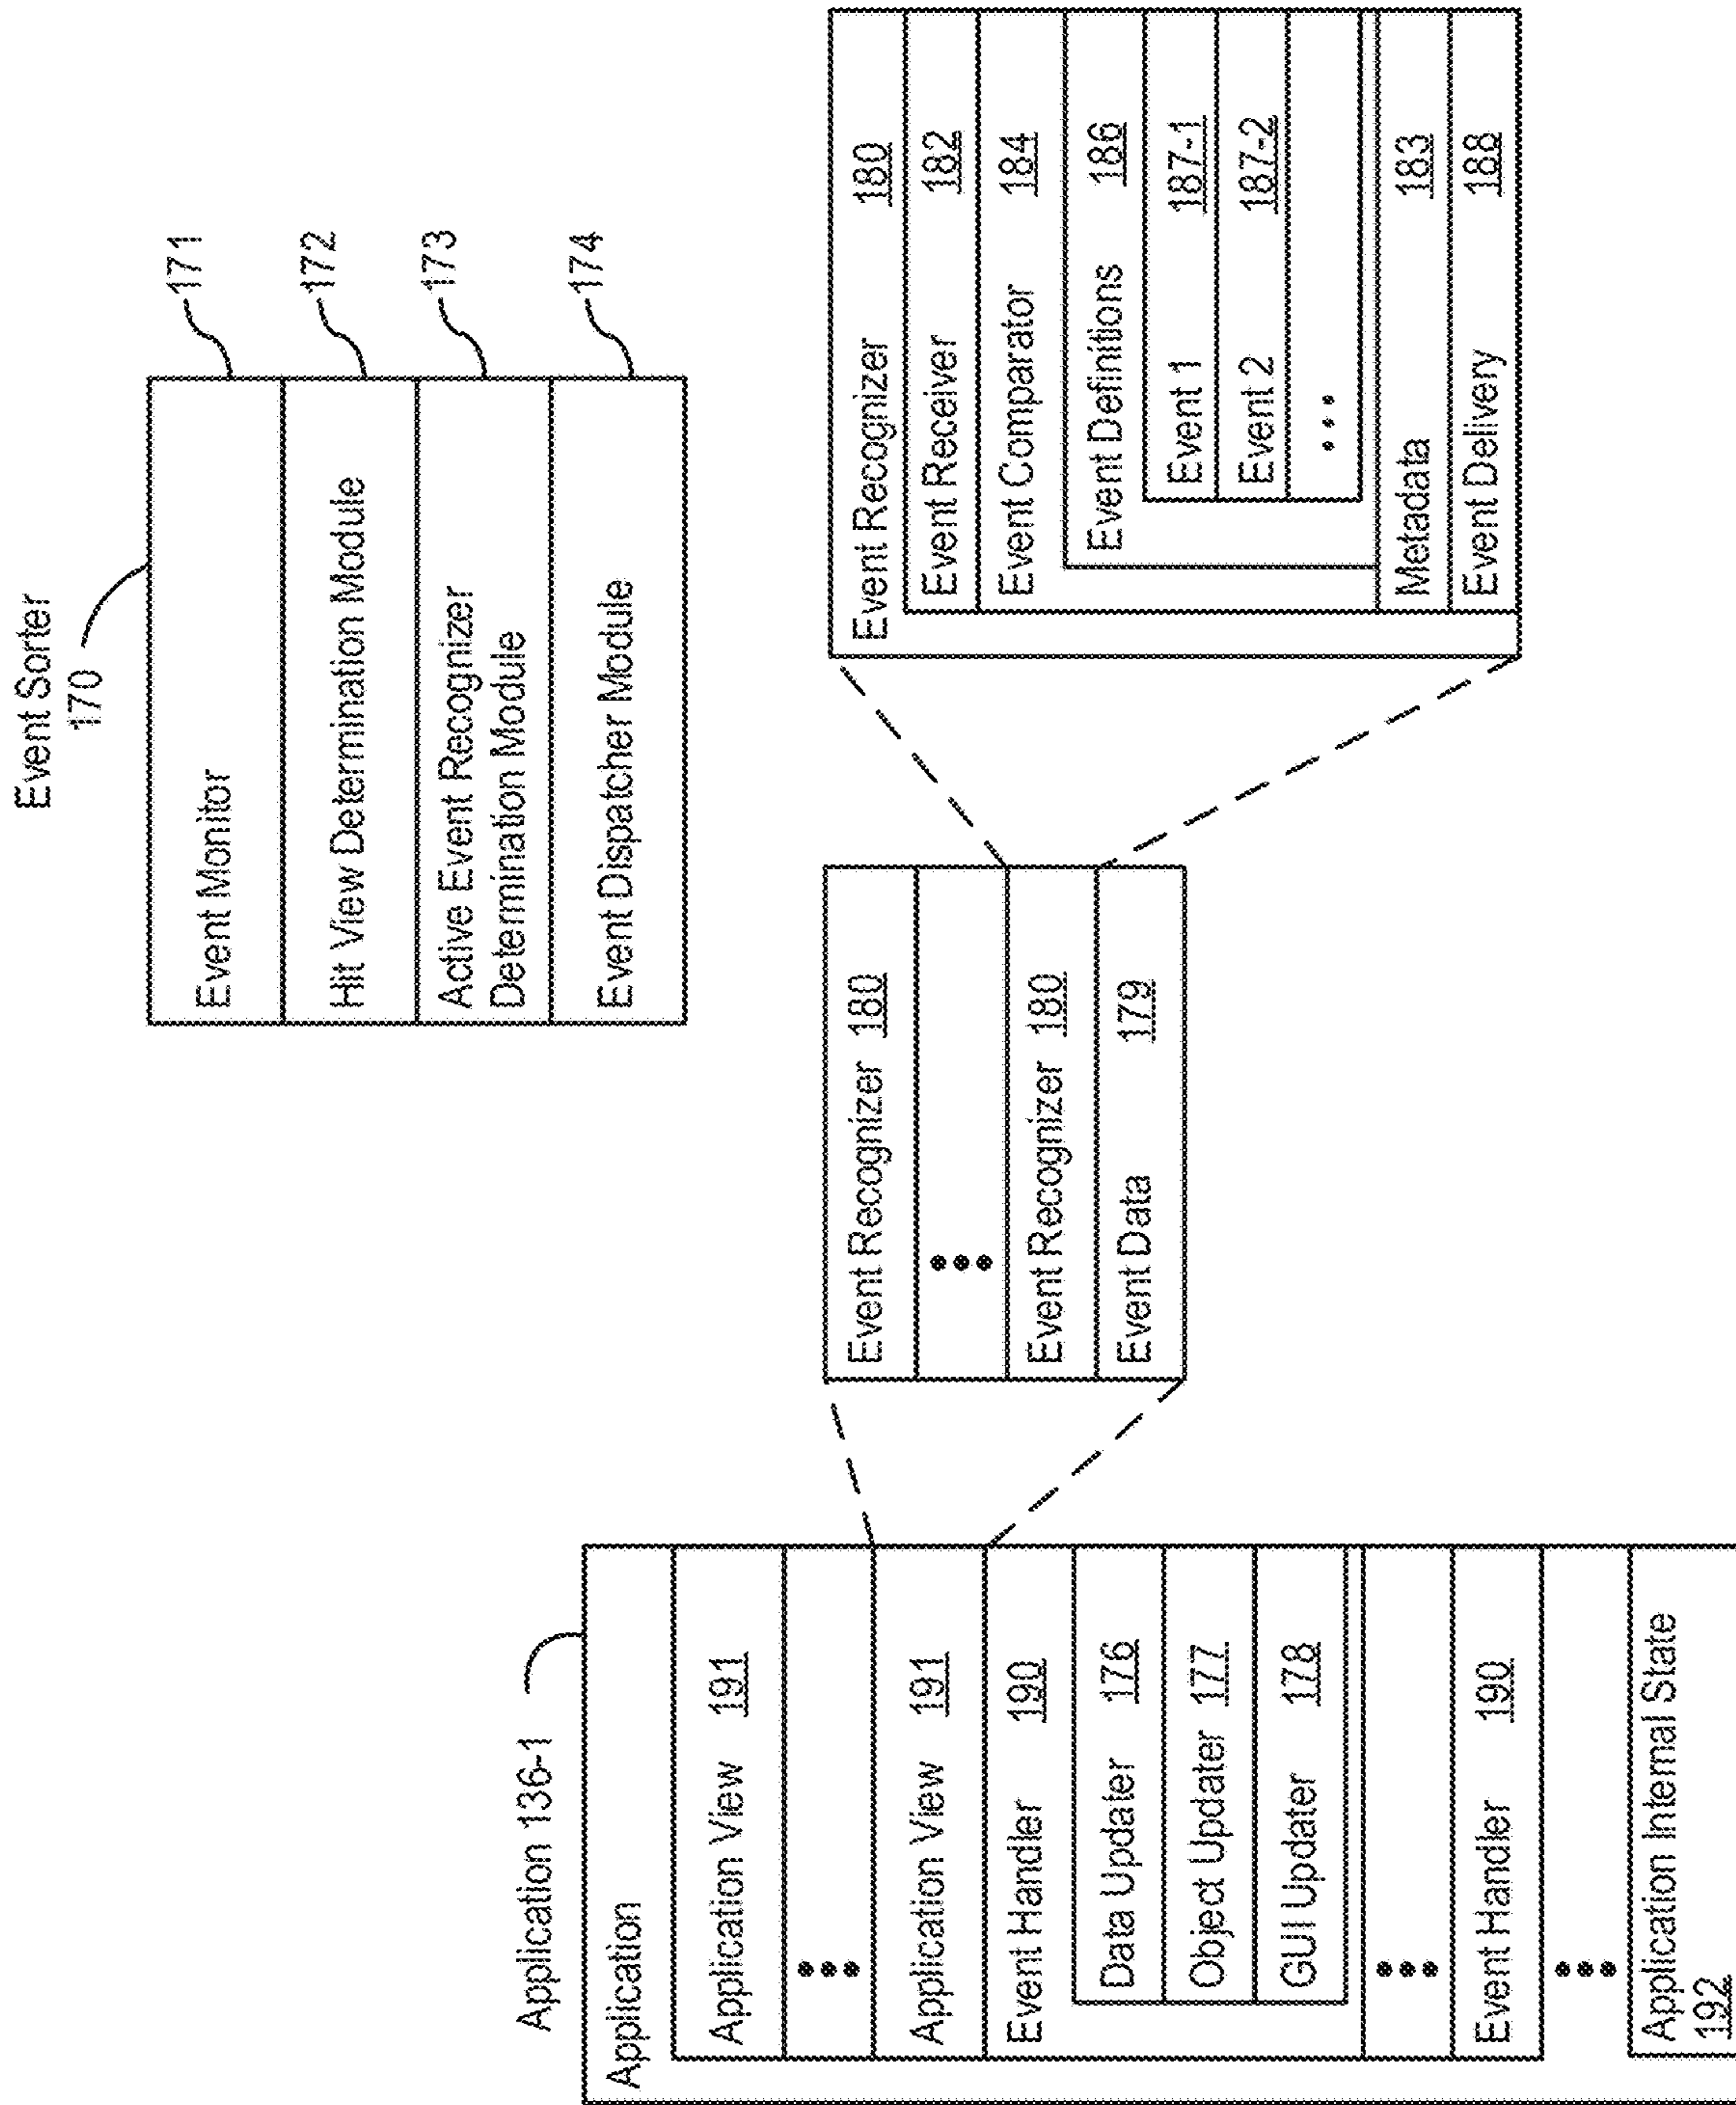 Event Sorter
170
Event Monitor
171
Hit View Determination Module
172
Active Event Recognizer
Determination Module
173
Event Dispatcher Module
174
Application 136-1
Application
Application View 191
•••
Application View 191
Event Handler 190
Data Updater 176
Object Updater 177
GUI Updater 178
•••
Event Handler 190
•••
Application Internal State
192
Event Recognizer 180
•••
Event Recognizer 180
Event Data 179
Event Recognizer 180
Event Receiver 182
Event Comparator 184
Event Definitions 186
Event 1 187-1
Event 2 187-2
•••
Metadata 183
Event Delivery 188